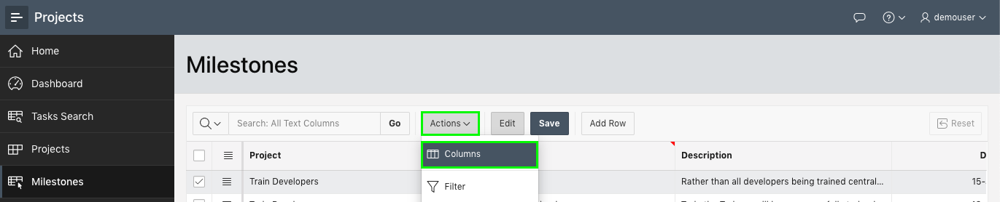 Projects
demouser
Home
Dashboard
Tasks Search
Projects
Milestones
Milestones
Search: All Text Columns
Go
Actions
Edit
Save
Add Row
Reset
Project
Columns
Description
D
Train Developers
Rather than all developers being trained central...
15-
Filter